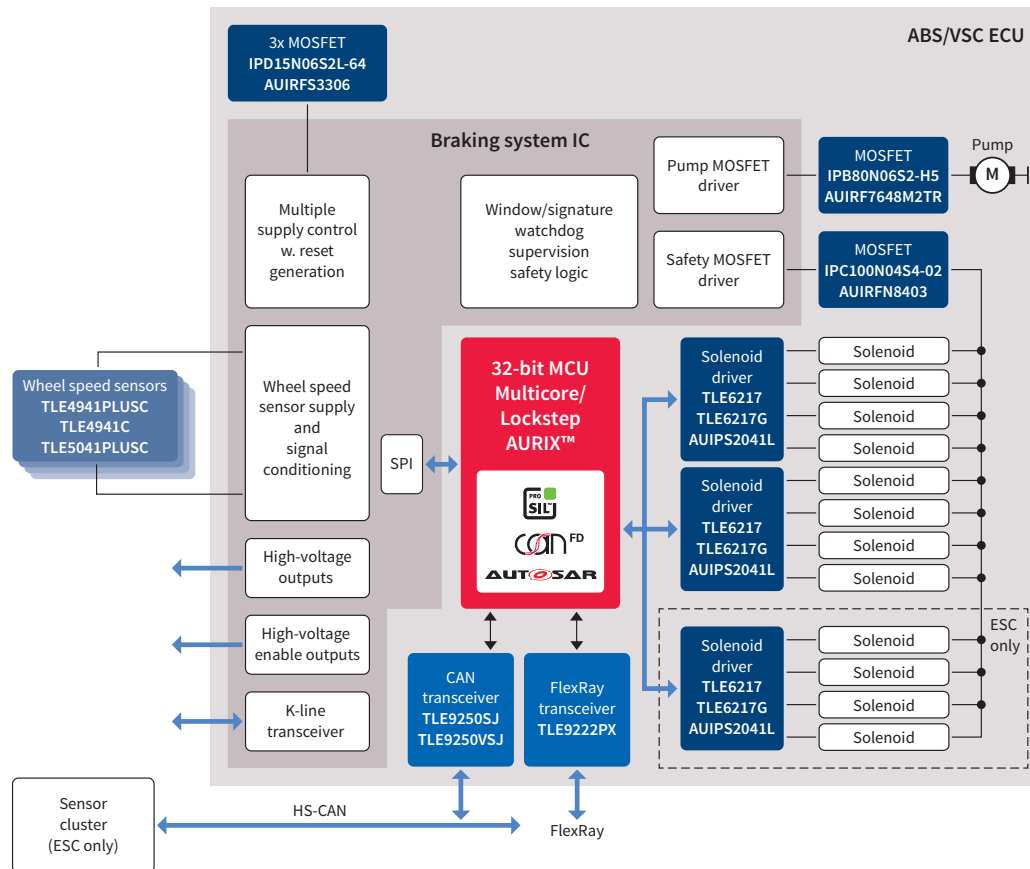 ABS/VSC ECU
3x MOSFET
IPD15N06S2L-64
AUIRFS3306
Braking system IC
Multiple
supply control
w. reset
generation
Window/signature
watchdog
supervision
safety logic
Pump MOSFET
driver
MOSFET
IPB80N06S2-H5
AUIRF7648M2TR
Pump
M
Safety MOSFET
driver
MOSFET
IPC100N04S4-02
AUIRFN8403
Wheel speed sensors
TLE4941PLUSC
TLE4941C
TLE5041PLUSC
Wheel speed
sensor supply
and
signal
conditioning
SPI
32-bit MCU
Multicore/
Lockstep
AURIX™
PRO
SIL™
CAN FD
AUTOSAR
Solenoid
driver
TLE6217
TLE6217G
AUIPS2041L
Solenoid
Solenoid
Solenoid
Solenoid
Solenoid
driver
TLE6217
TLE6217G
AUIPS2041L
Solenoid
Solenoid
Solenoid
Solenoid
ESC
only
Solenoid
driver
TLE6217
TLE6217G
AUIPS2041L
Solenoid
Solenoid
Solenoid
Solenoid
High-voltage
outputs
High-voltage
enable outputs
K-line
transceiver
CAN
transceiver
TLE9250SJ
TLE9250VSJ
FlexRay
transceiver
TLE9222PX
Sensor
cluster
(ESC only)
HS-CAN
FlexRay